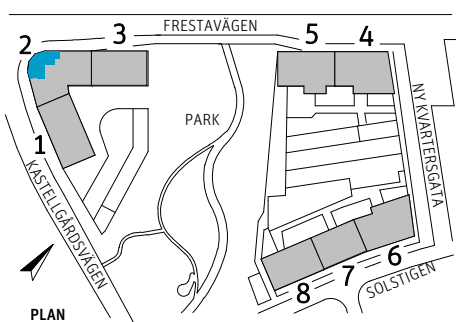 FRESTAVÄGEN
2
3
5
4
PARK
1
KASTELLGÅRDSVÄGEN
NY KVARTERSGATA
6
7
8
SOLSTIGEN
PLAN